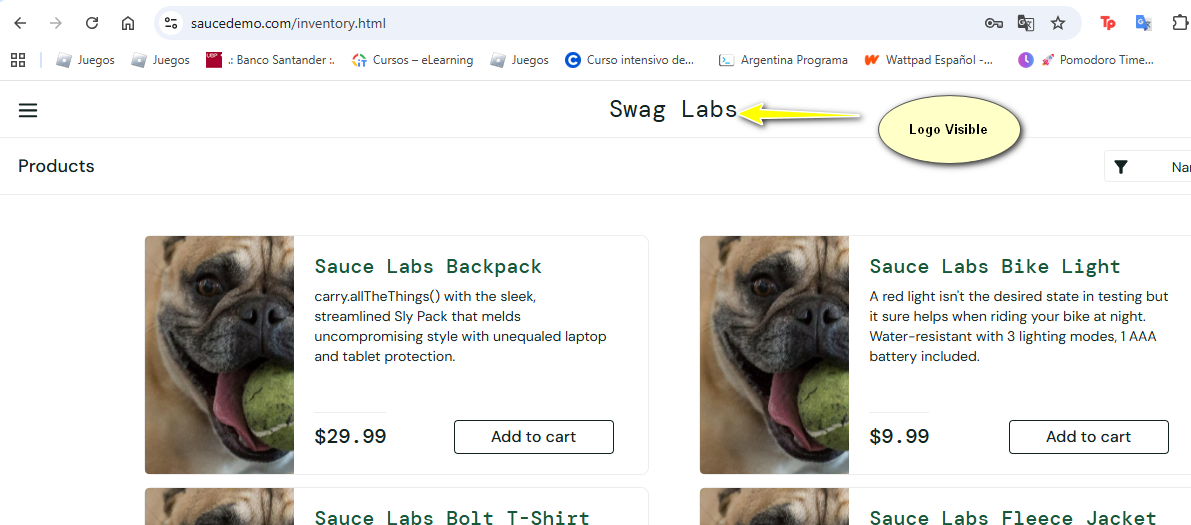 saucedemo.com/inventory.html
Juegos
Juegos
UBP
.: Banco Santander :.
Cursos – eLearning
Juegos
Curso intensivo de...
Argentina Programa
Wattpad Español -...
Pomodoro Time...
Swag Labs
Logo Visible
Products
Sauce Labs Backpack
carry.allTheThings() with the sleek,
streamlined Sly Pack that melds
uncompromising style with unequaled laptop
and tablet protection.
$29.99
Add to cart
Sauce Labs Bike Light
A red light isn't the desired state in testing but
it sure helps when riding your bike at night.
Water-resistant with 3 lighting modes, 1 AAA
battery included.
$9.99
Add to cart
Sauce Labs Bolt T-Shirt
Sauce Labs Fleece Jacket